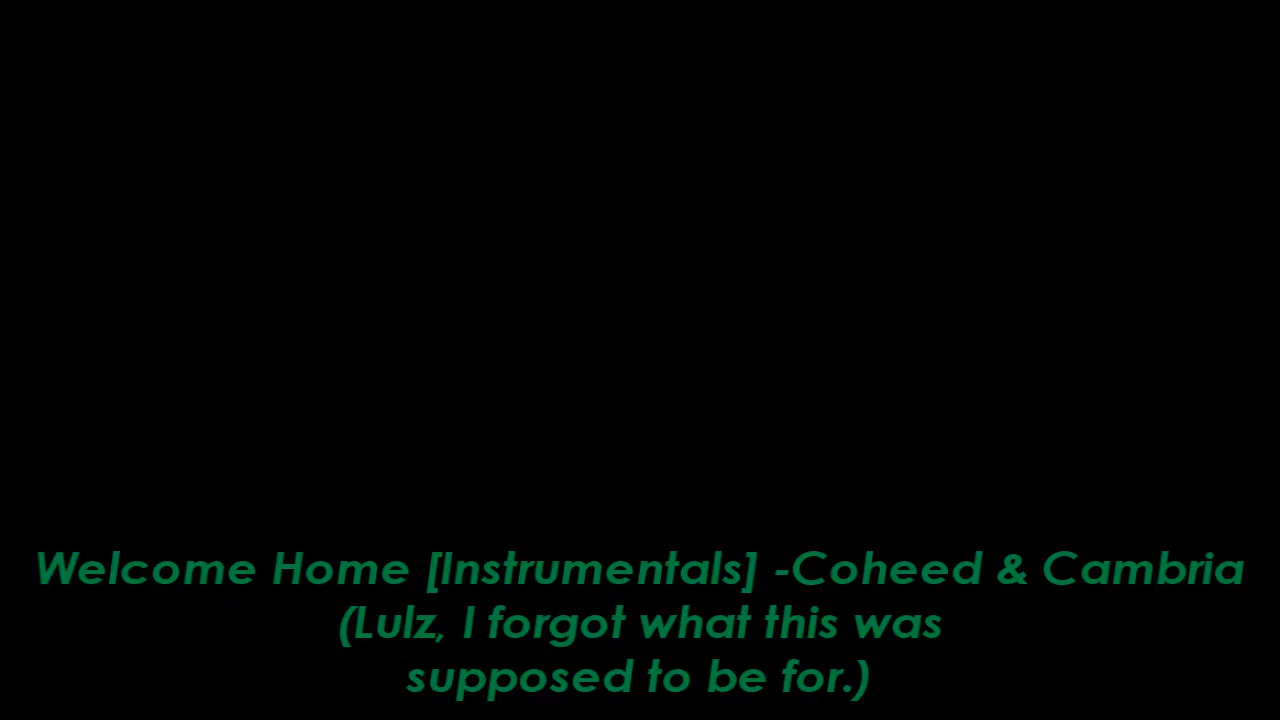 Welcome Home [Instrumentals] -Coheed & Cambria
(Lulz, I forgot what this was
supposed to be for.)